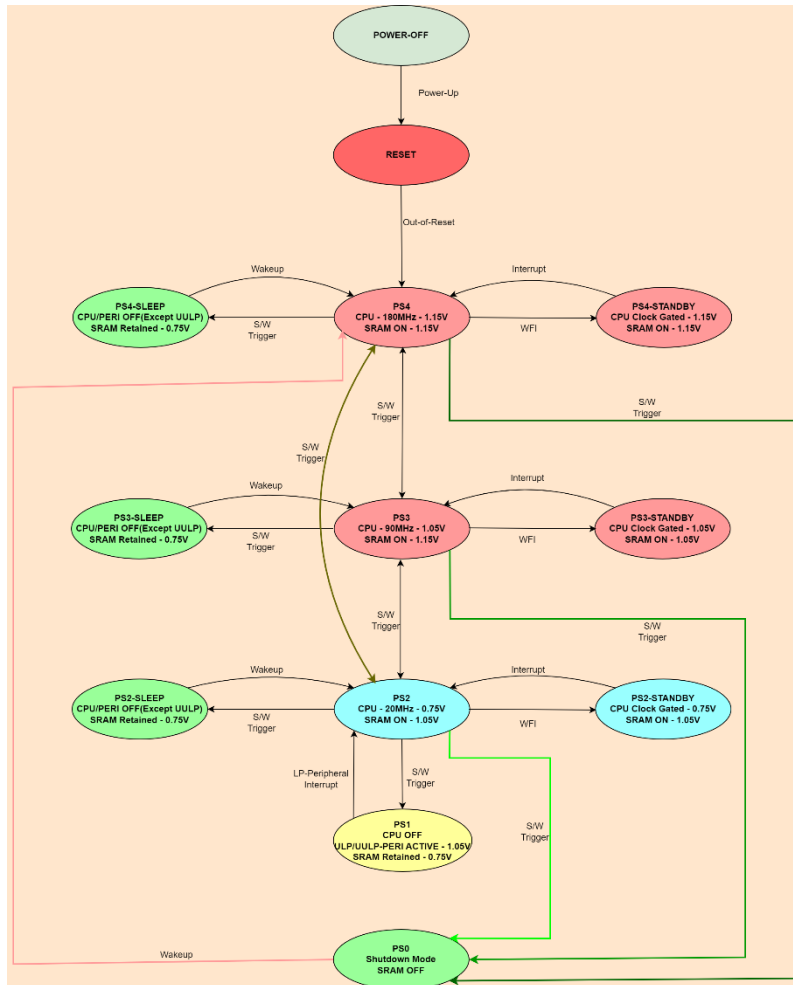 POWER-OFF
Power-Up
RESET
Out-of-Reset
Wakeup
Interrupt
PS4-SLEEP
CPU/PERI OFF(Except UULP)
SRAM Retained - 0.75V
PS4
CPU - 180MHz - 1.15V
SRAM ON - 1.15V
PS4-STANDBY
CPU Clock Gated - 1.15V
SRAM ON - 1.15V
S/W
Trigger
WFI
S/W
Trigger
S/W
Trigger
S/W
Trigger
Wakeup
Interrupt
PS3-SLEEP
CPU/PERI OFF(Except UULP)
SRAM Retained - 0.75V
PS3
CPU - 90MHz - 1.05V
SRAM ON - 1.15V
PS3-STANDBY
CPU Clock Gated - 1.05V
SRAM ON - 1.05V
S/W
Trigger
WFI
S/W
Trigger
S/W
Trigger
Wakeup
Interrupt
PS2-SLEEP
CPU/PERI OFF(Except UULP)
SRAM Retained - 0.75V
PS2
CPU - 20MHz - 0.75V
SRAM ON - 1.05V
PS2-STANDBY
CPU Clock Gated - 0.75V
SRAM ON - 1.05V
S/W
Trigger
WFI
LP-Peripheral
Interrupt
S/W
Trigger
S/W
Trigger
PS1
CPU OFF
ULP/UULP-PERI ACTIVE - 1.05V
SRAM Retained - 0.75V
Wakeup
PS0
Shutdown Mode
SRAM OFF